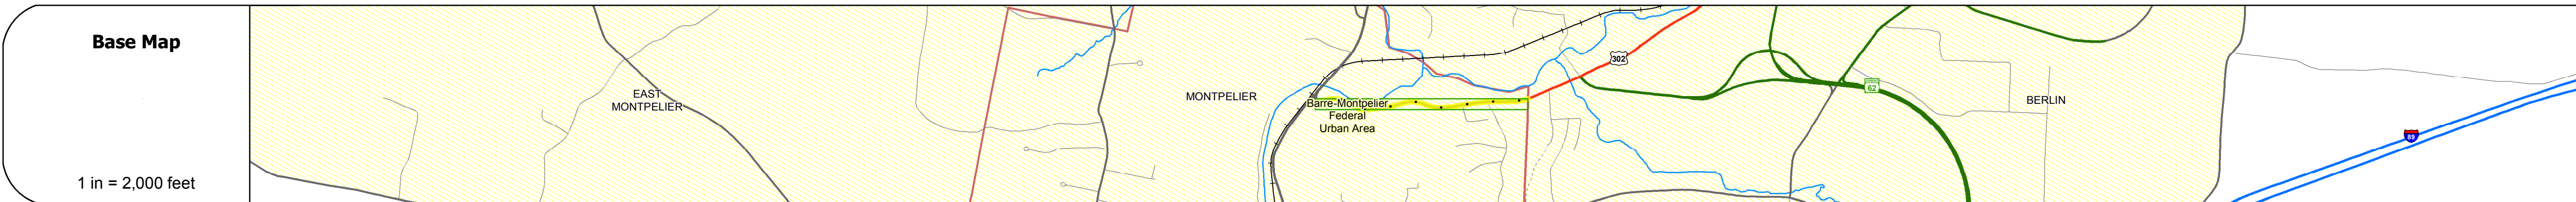 Base Map
1 in = 2,000 feet
EAST
MONTPELIER
MONTPELIER
Barre-Montpelier
Federal
Urban Area
302
62
BERLIN
89